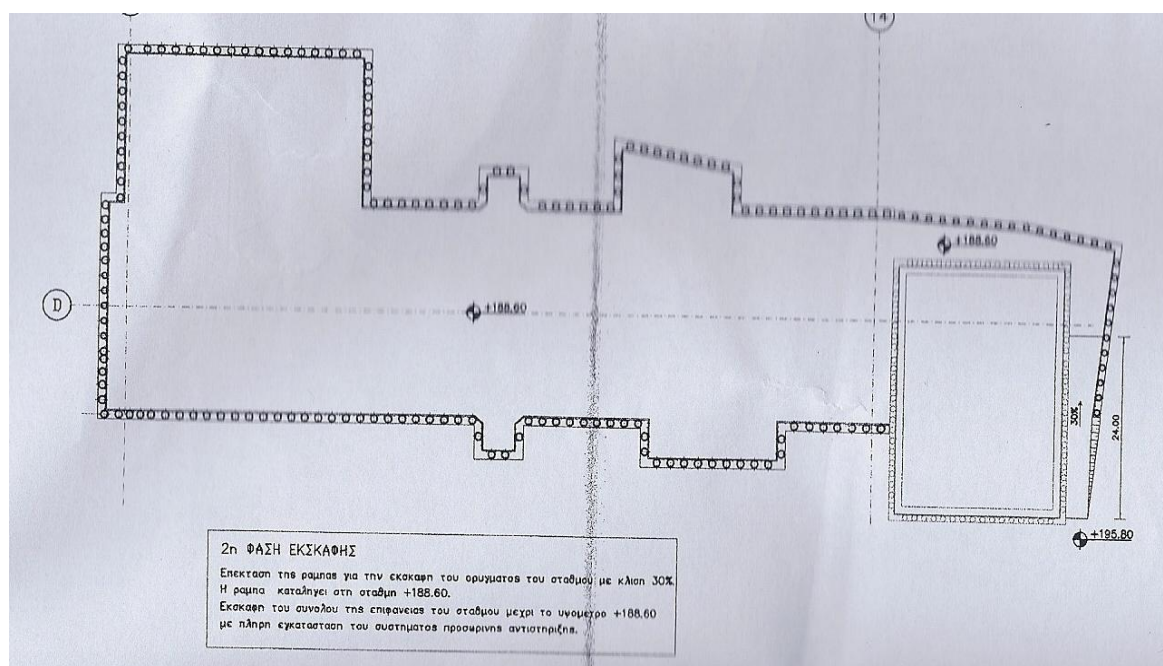 14
+188.60
D
+188.60
30%
24.00
+195.80
2η ΦΑΣΗ ΕΚΣΚΑΦΗΣ
Επεκταση της ραμπας για την εκσκαφη του ορυγματος του σταθμου με κλιση 30%
Η ραμπα καταληγει στη σταθμη +188.60.
Εκσκαφη του συνολου της επιφανειας του σταθμου μεχρι το υψομετρο +188.60
με πληρη εγκατασταση του συστηματος προσωρινης αντιστηριξης.